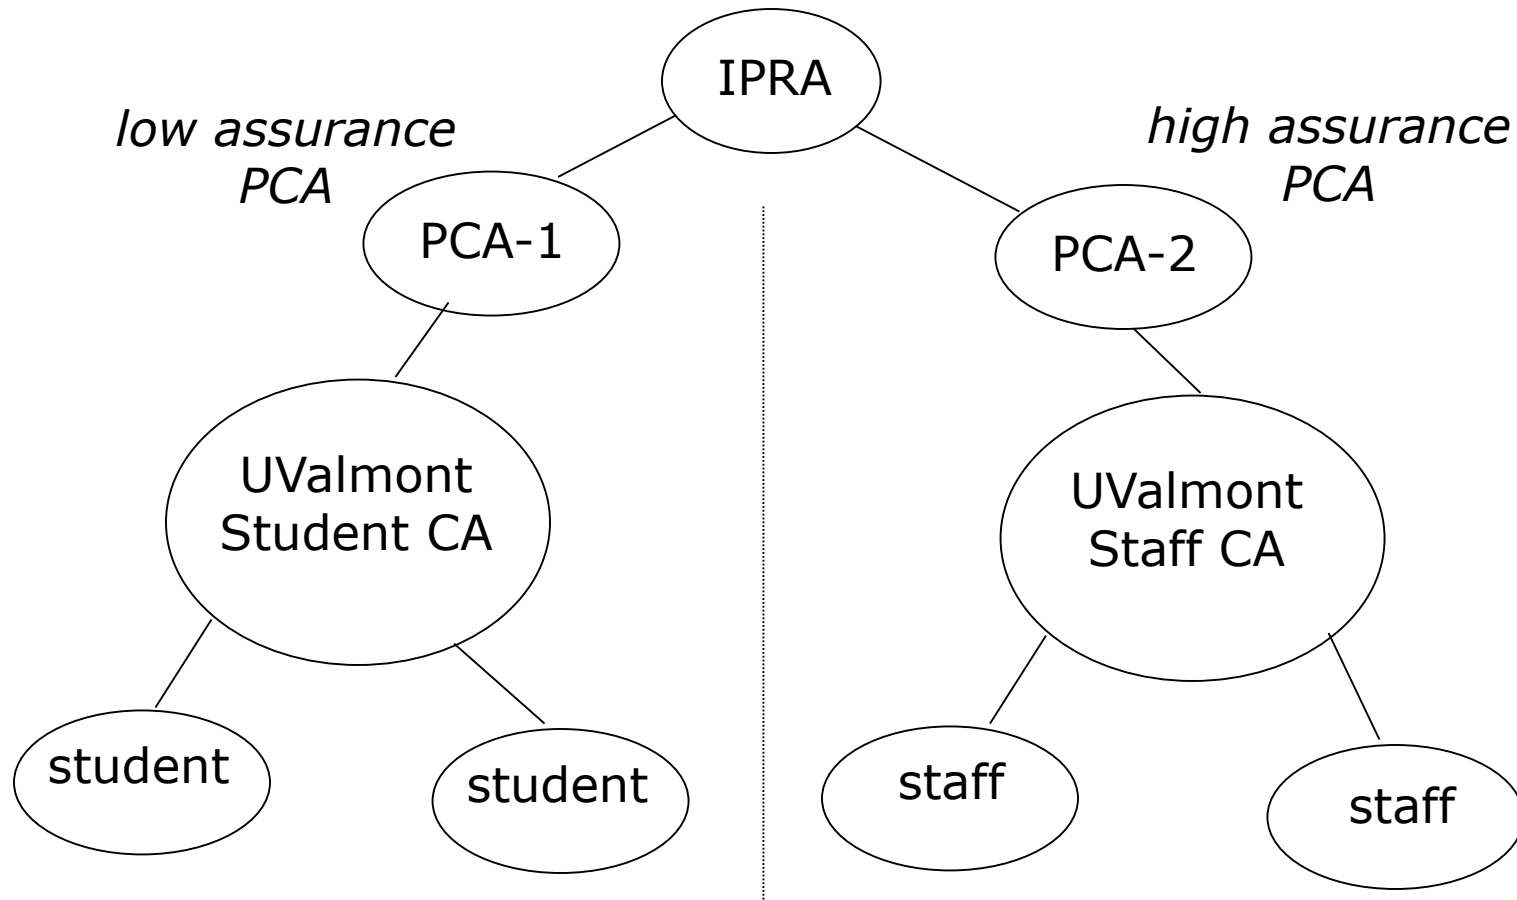 IPRA
low assurance
PCA
high assurance
PCA
PCA-1
PCA-2
UValmont
Student CA
UValmont
Staff CA
student
student
staff
staff